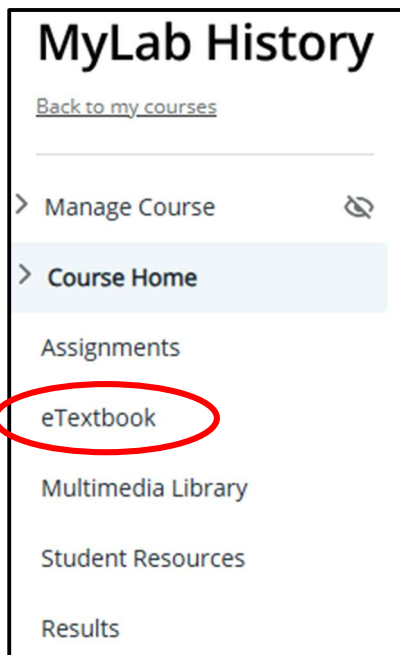 MyLab History
Back to my courses
Manage Course
Course Home
Assignments
eTextbook
Multimedia Library
Student Resources
Results